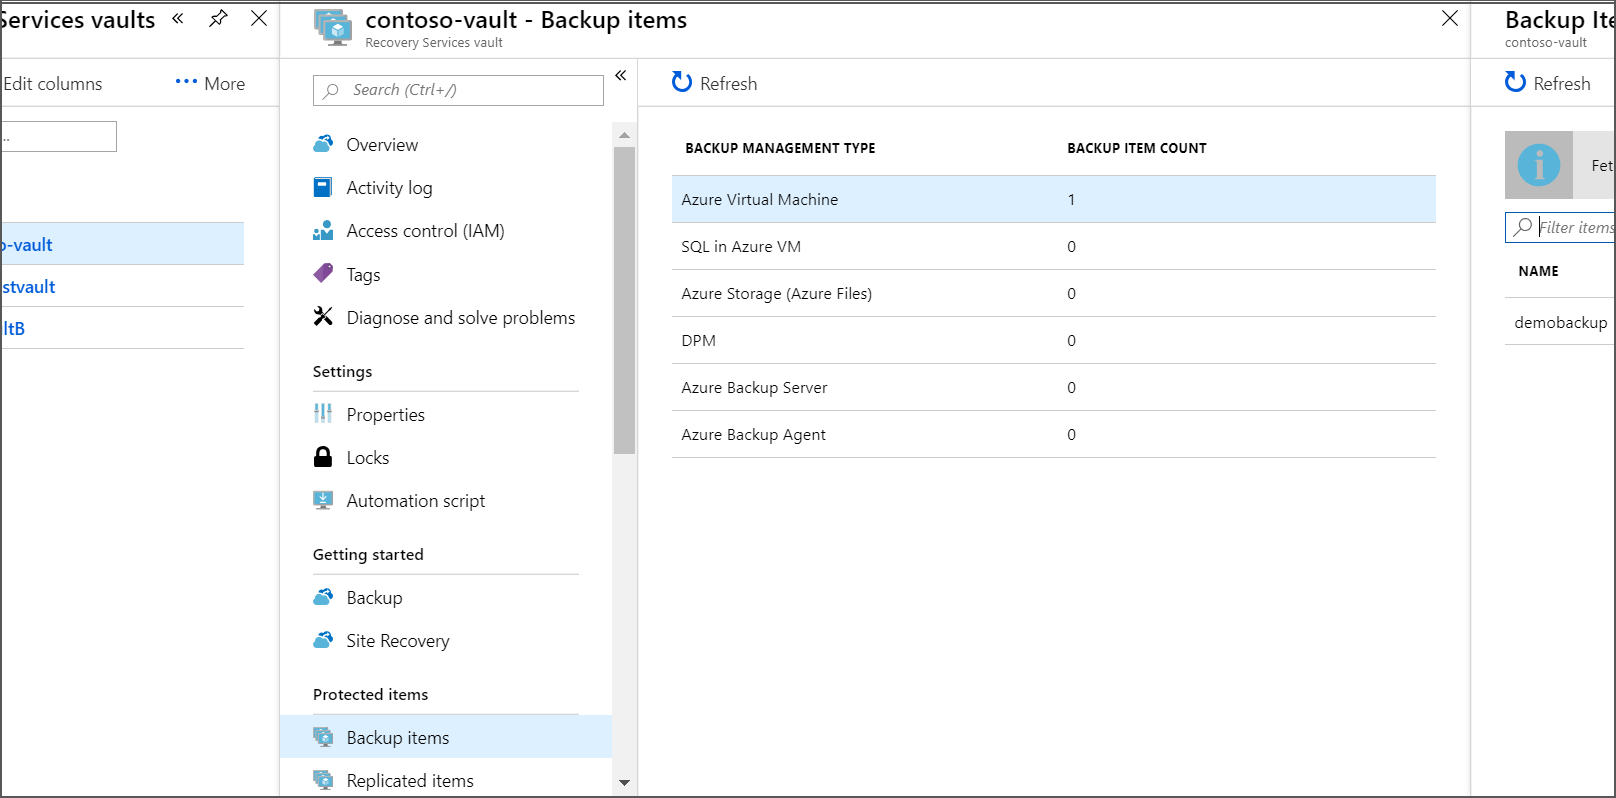 Services vaults
Edit columns
More
...
o-vault
stvault
ltB
contoso-vault - Backup items
Recovery Services vault
Search (Ctrl+/)
Overview
Activity log
Access control (IAM)
Tags
Diagnose and solve problems
Settings
Properties
Locks
Automation script
Getting started
Backup
Site Recovery
Protected items
Backup items
Replicated items
Refresh
BACKUP MANAGEMENT TYPE BACKUP ITEM COUNT
Azure Virtual Machine 1
SQL in Azure VM 0
Azure Storage (Azure Files) 0
DPM 0
Azure Backup Server 0
Azure Backup Agent 0
Backup Ite
contoso-vault
Refresh
Fet
Filter items
NAME
demobackup